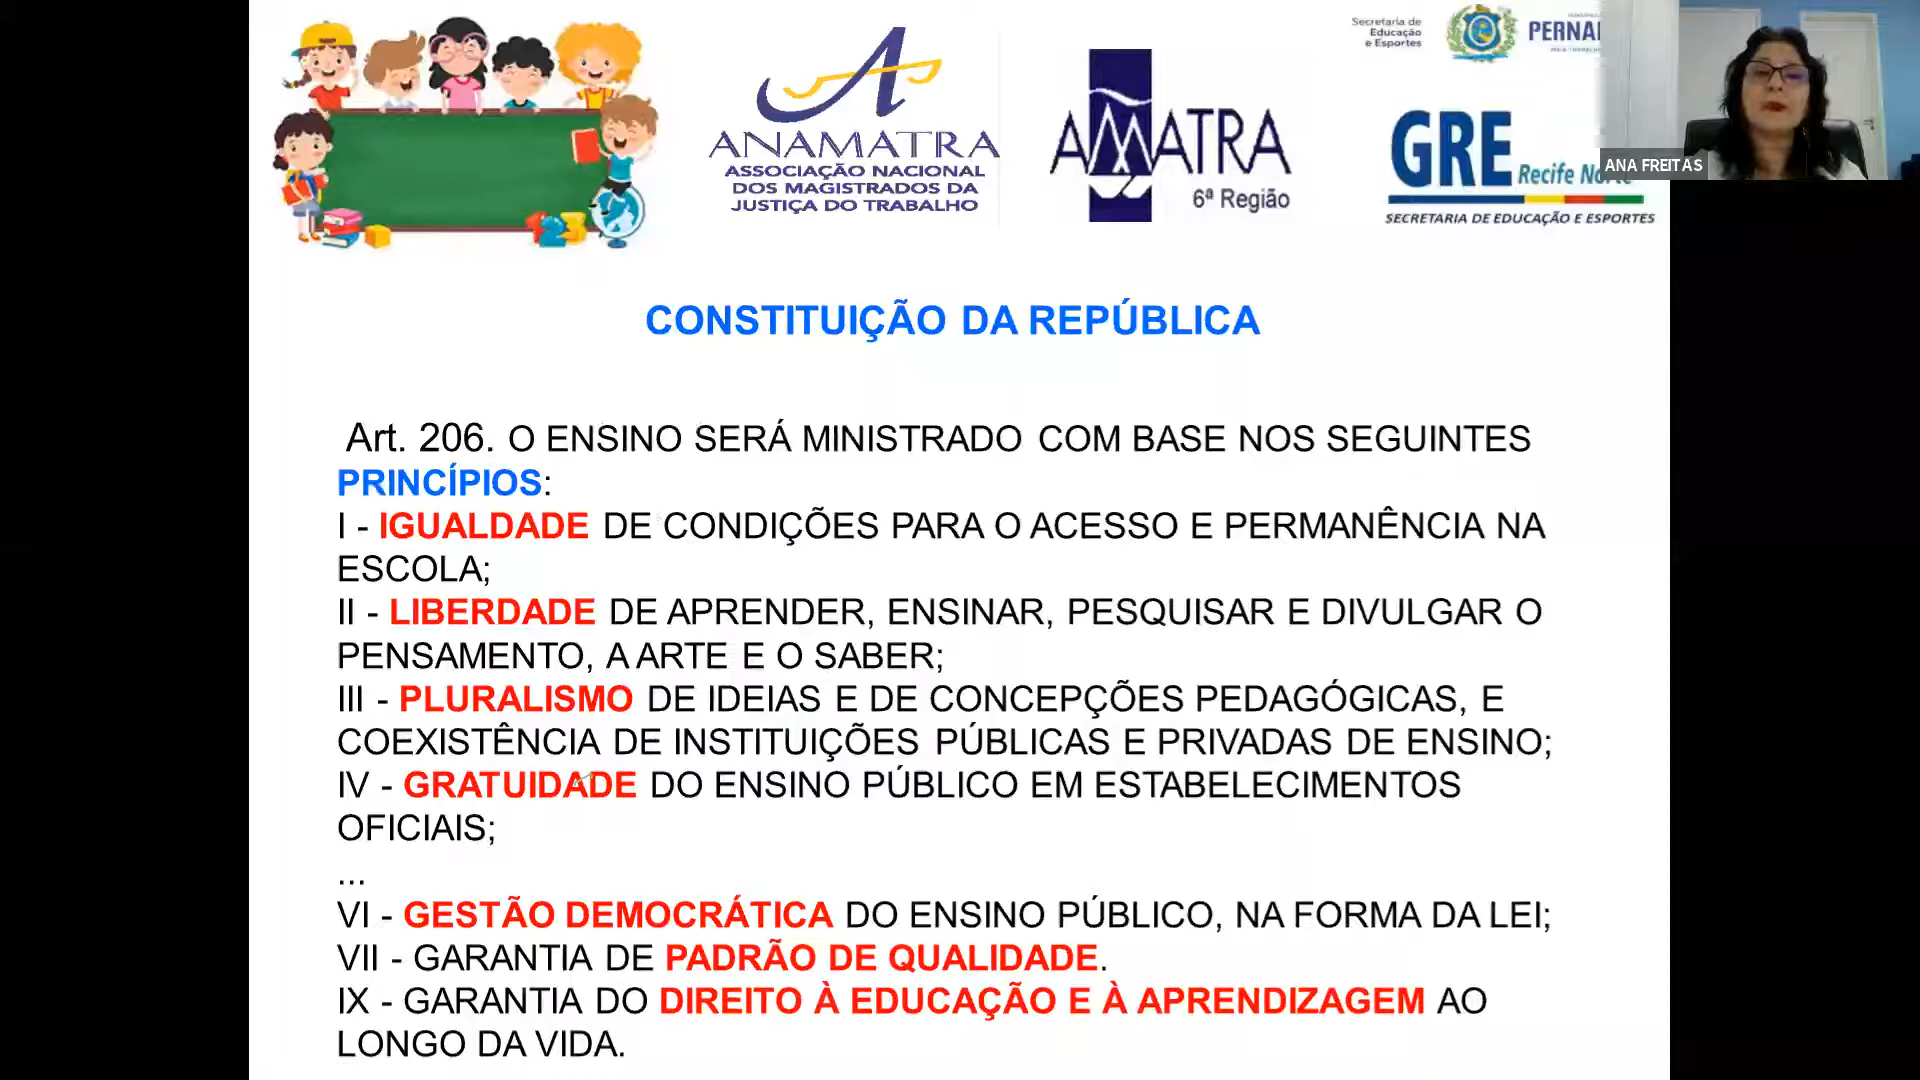 ANAMATRA
ASSOCIAÇÃO NACIONAL
DOS MAGISTRADOS DA
JUSTIÇA DO TRABALHO
AMATRA
6ª Região
Secretaria de
Educação
e Esportes
GRE Recife Norte
SECRETARIA DE EDUCAÇÃO E ESPORTES
ANA FREITAS
123
CONSTITUIÇÃO DA REPÚBLICA
Art. 206. O ENSINO SERÁ MINISTRADO COM BASE NOS SEGUINTES
PRINCÍPIOS:
I - IGUALDADE DE CONDIÇÕES PARA O ACESSO E PERMANÊNCIA NA
ESCOLA;
II - LIBERDADE DE APRENDER, ENSINAR, PESQUISAR E DIVULGAR O
PENSAMENTO, A ARTE E O SABER;
III - PLURALISMO DE IDEIAS E DE CONCEPÇÕES PEDAGÓGICAS, E
COEXISTÊNCIA DE INSTITUIÇÕES PÚBLICAS E PRIVADAS DE ENSINO;
IV - GRATUIDADE DO ENSINO PÚBLICO EM ESTABELECIMENTOS
OFICIAIS;
...
VI - GESTÃO DEMOCRÁTICA DO ENSINO PÚBLICO, NA FORMA DA LEI;
VII - GARANTIA DE PADRÃO DE QUALIDADE.
IX - GARANTIA DO DIREITO À EDUCAÇÃO E À APRENDIZAGEM AO
LONGO DA VIDA.